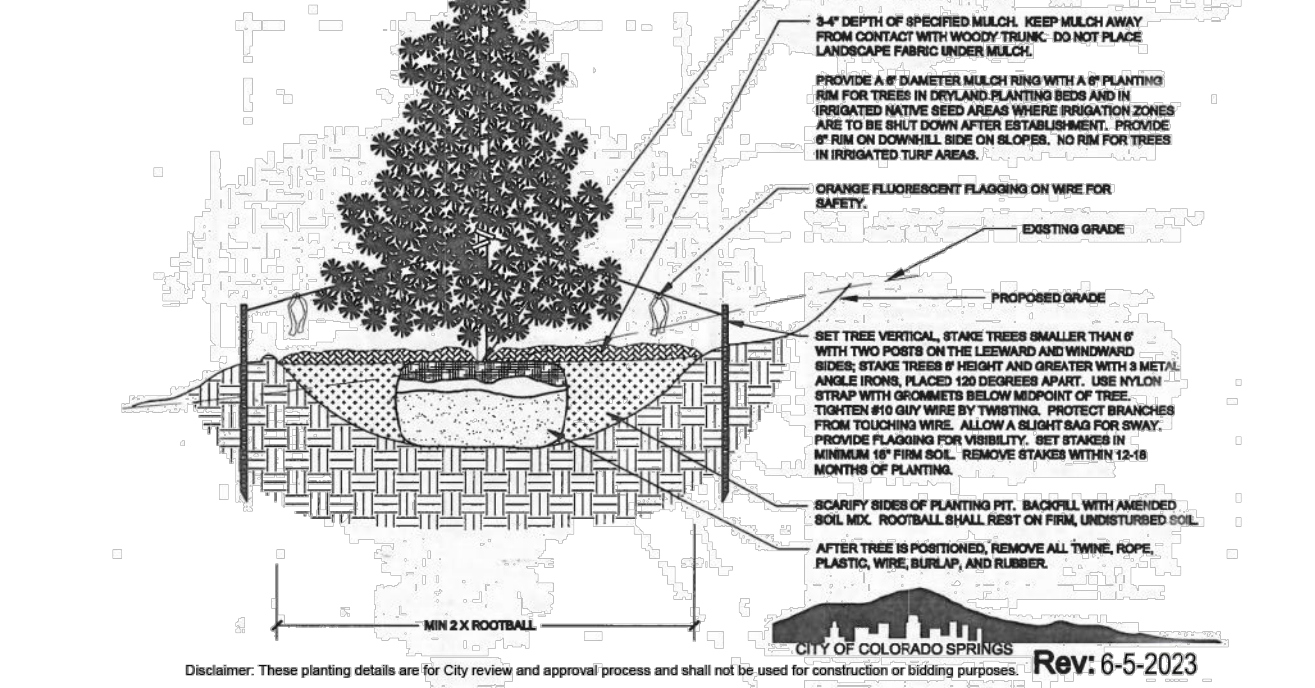 3-4" DEPTH OF SPECIFIED MULCH. KEEP MULCH AWAY
FROM CONTACT WITH WOODY TRUNK. DO NOT PLACE
LANDSCAPE FABRIC UNDER MULCH.
PROVIDE A 6' DIAMETER MULCH RING WITH A 6" PLANTING
RIM FOR TREES IN DRYLAND PLANTING BEDS AND IN
IRRIGATED NATIVE SEED AREAS WHERE IRRIGATION ZONES
ARE TO BE SHUT DOWN AFTER ESTABLISHMENT. PROVIDE
6" RIM ON DOWNHILL SIDE ON SLOPES. NO RIM FOR TREES
IN IRRIGATED TURF AREAS.
ORANGE FLUORESCENT FLAGGING ON WIRE FOR
SAFETY.
EXISTING GRADE
PROPOSED GRADE
SET TREE VERTICAL, STAKE TREES SMALLER THAN 6'
WITH TWO POSTS ON THE LEEWARD AND WINDWARD
SIDES; STAKE TREES 6' HEIGHT AND GREATER WITH 3 METAL
ANGLE IRONS, PLACED 120 DEGREES APART. USE NYLON
STRAP WITH GROMMETS BELOW MIDPOINT OF TREE.
TIGHTEN #10 GUY WIRE BY TWISTING. PROTECT BRANCHES
FROM TOUCHING WIRE. ALLOW A SLIGHT SAG FOR SWAY.
PROVIDE FLAGGING FOR VISIBILITY. SET STAKES IN
MINIMUM 18" FIRM SOIL. REMOVE STAKES WITHIN 12-18
MONTHS OF PLANTING.
SCARIFY SIDES OF PLANTING PIT. BACKFILL WITH AMENDED
SOIL MIX. ROOTBALL SHALL REST ON FIRM, UNDISTURBED SOIL.
AFTER TREE IS POSITIONED, REMOVE ALL TWINE, ROPE,
PLASTIC, WIRE, BURLAP, AND RUBBER.
MIN 2 X ROOTBALL
CITY OF COLORADO SPRINGS
Disclaimer: These planting details are for City review and approval process and shall not be used for construction or bidding purposes.
Rev: 6-5-2023